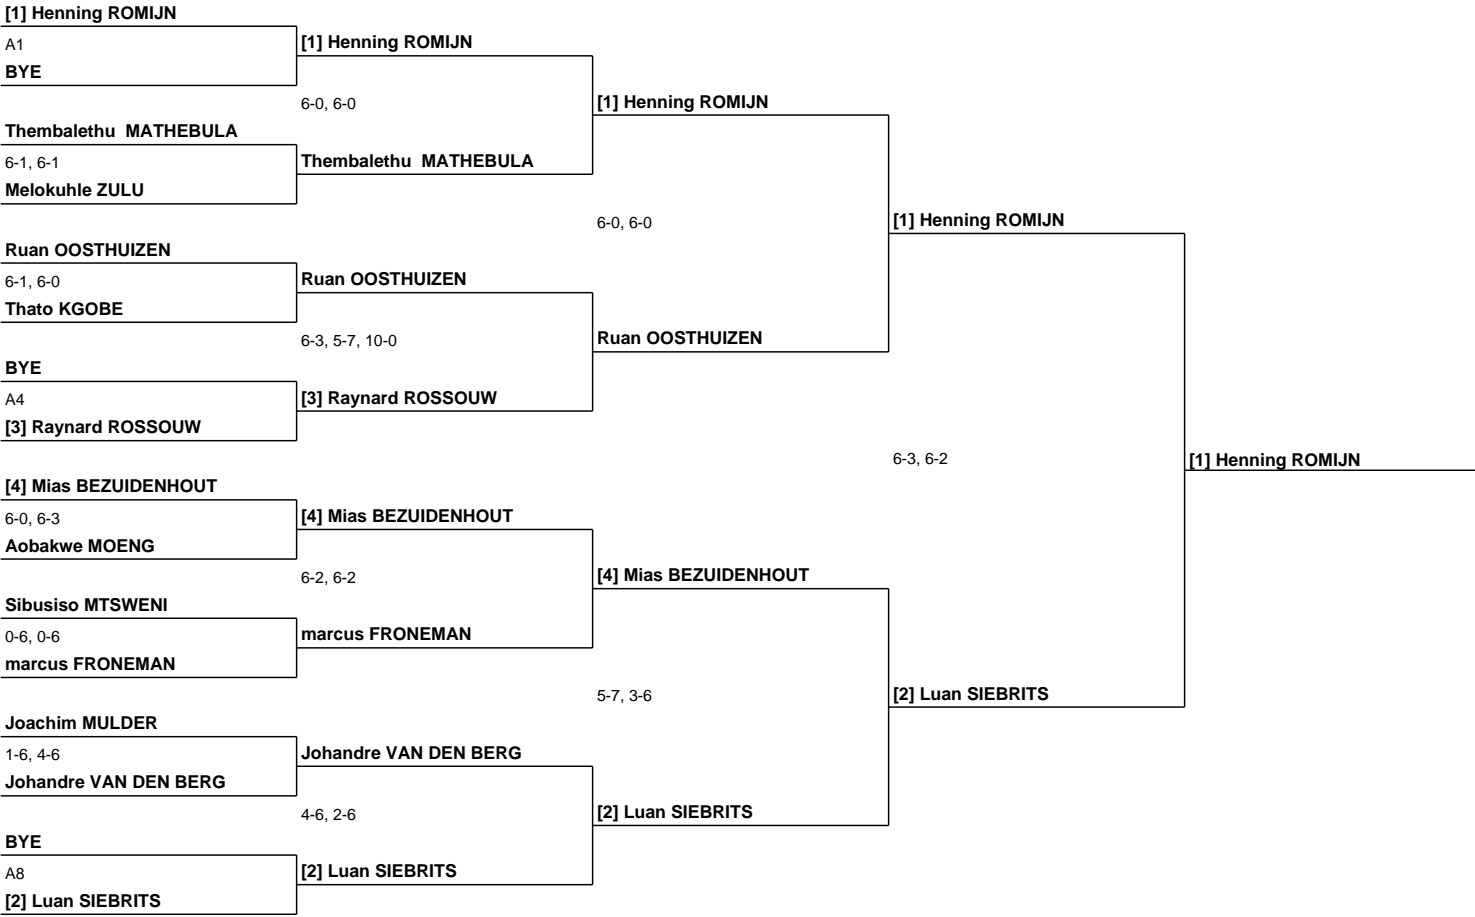 [1] Henning ROMIJN
A1
BYE
Thembalethu  MATHEBULA
6-1, 6-1
Melokuhle ZULU
Ruan OOSTHUIZEN
6-1, 6-0
Thato KGOBE
BYE
A4
[3] Raynard ROSSOUW
[4] Mias BEZUIDENHOUT
6-0, 6-3
Aobakwe MOENG
Sibusiso MTSWENI
0-6, 0-6
marcus FRONEMAN
Joachim MULDER
1-6, 4-6
Johandre VAN DEN BERG
BYE
A8
[2] Luan SIEBRITS
[1] Henning ROMIJN
6-0, 6-0
Thembalethu  MATHEBULA
Ruan OOSTHUIZEN
6-3, 5-7, 10-0
[3] Raynard ROSSOUW
[4] Mias BEZUIDENHOUT
6-2, 6-2
marcus FRONEMAN
Johandre VAN DEN BERG
4-6, 2-6
[2] Luan SIEBRITS
[1] Henning ROMIJN
6-0, 6-0
Ruan OOSTHUIZEN
[4] Mias BEZUIDENHOUT
5-7, 3-6
[2] Luan SIEBRITS
[1] Henning ROMIJN
6-3, 6-2
[2] Luan SIEBRITS
[1] Henning ROMIJN